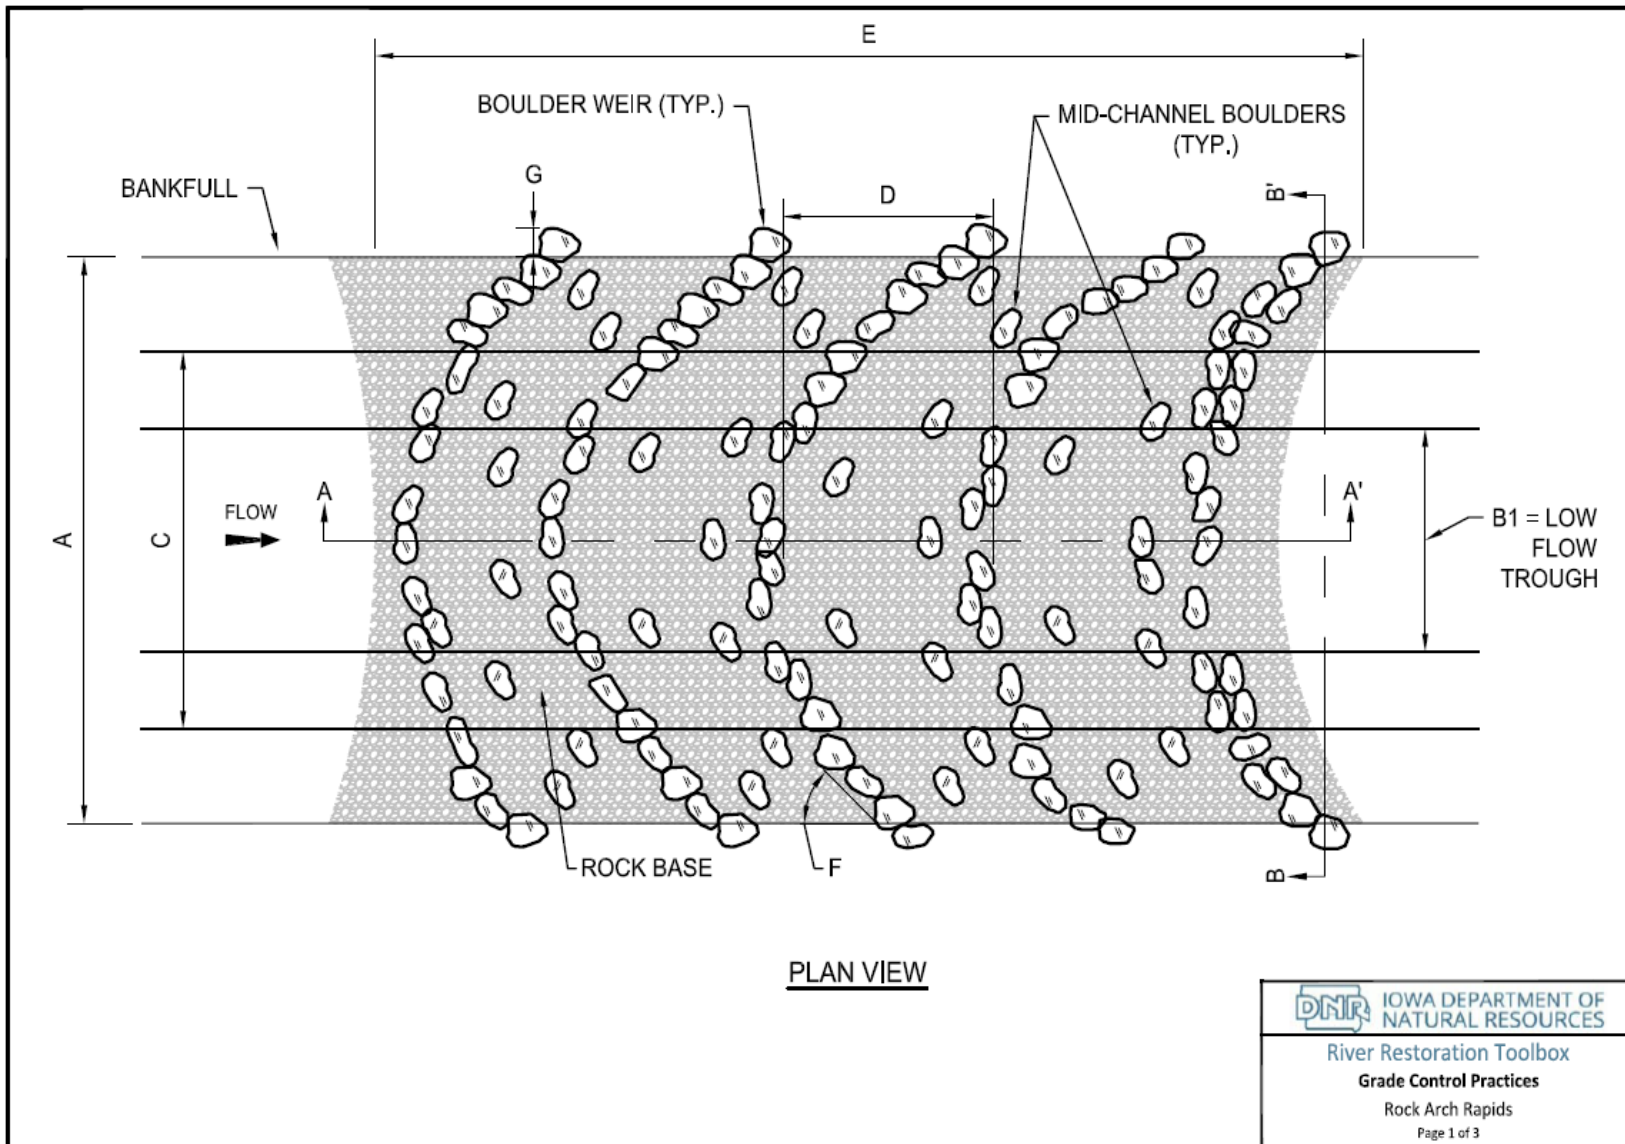 E
BOULDER WEIR (TYP.)
MID-CHANNEL BOULDERS
(TYP.)
G
BANKFULL
D
B'
A
C
FLOW
A
A'
B1 = LOW
FLOW
TROUGH
ROCK BASE
F
B
PLAN VIEW
DNR
IOWA DEPARTMENT OF
NATURAL RESOURCES
River Restoration Toolbox
Grade Control Practices
Rock Arch Rapids
Page 1 of 3